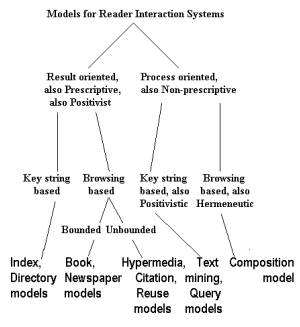 Models for Reader Interaction Systems
Result oriented,
also Prescriptive,
also Positivist
Process oriented,
also Non-prescriptive
Key string
based
Browsing
based
Key string
based, also
Positivistic
Browsing
based, also
Hermeneutic
Bounded Unbounded
Index,
Directory
models
Book,
Newspaper
models
Hypermedia,
Citation,
Reuse
models
Text
mining,
Query
models
Composition
model